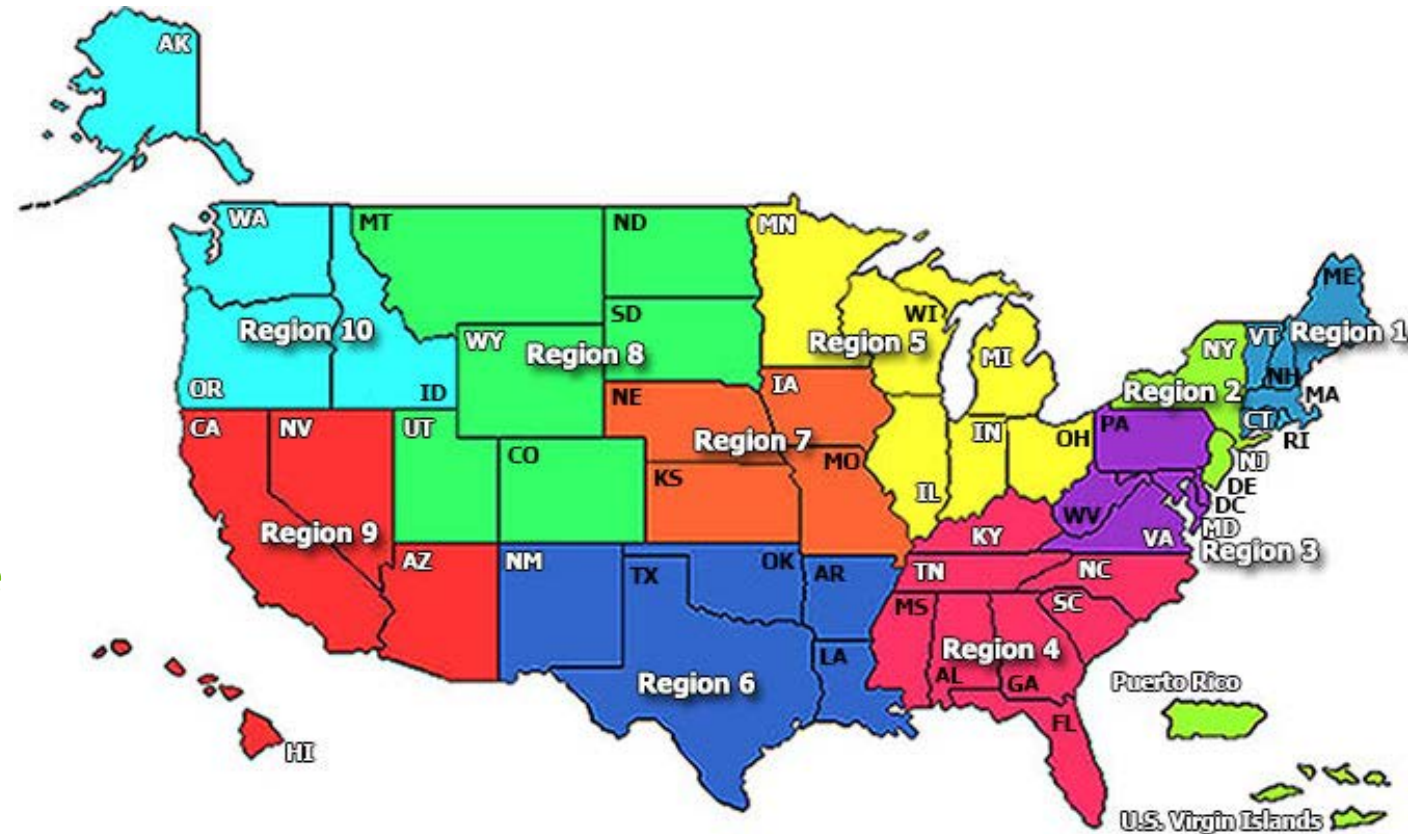 AK
WA
MT
ND
MN
ME
SD
WI
VT
Region 1
Region 10
WY
Region 8
Region 5
MI
NY
NH
OR
ID
NE
IA
Region 2
MA
CA
NV
UT
CT
CO
Region 7
IN
OH
PA
RI
KS
MO
NJ
IL
DE
DC
WV
MD
Region 9
KY
VA
Region 3
AZ
NM
TX
OK
AR
TN
NC
MS
SC
LA
Region 4
Region 6
AL
GA
Puerto Rico
FL
HI
U.S. Virgin Islands